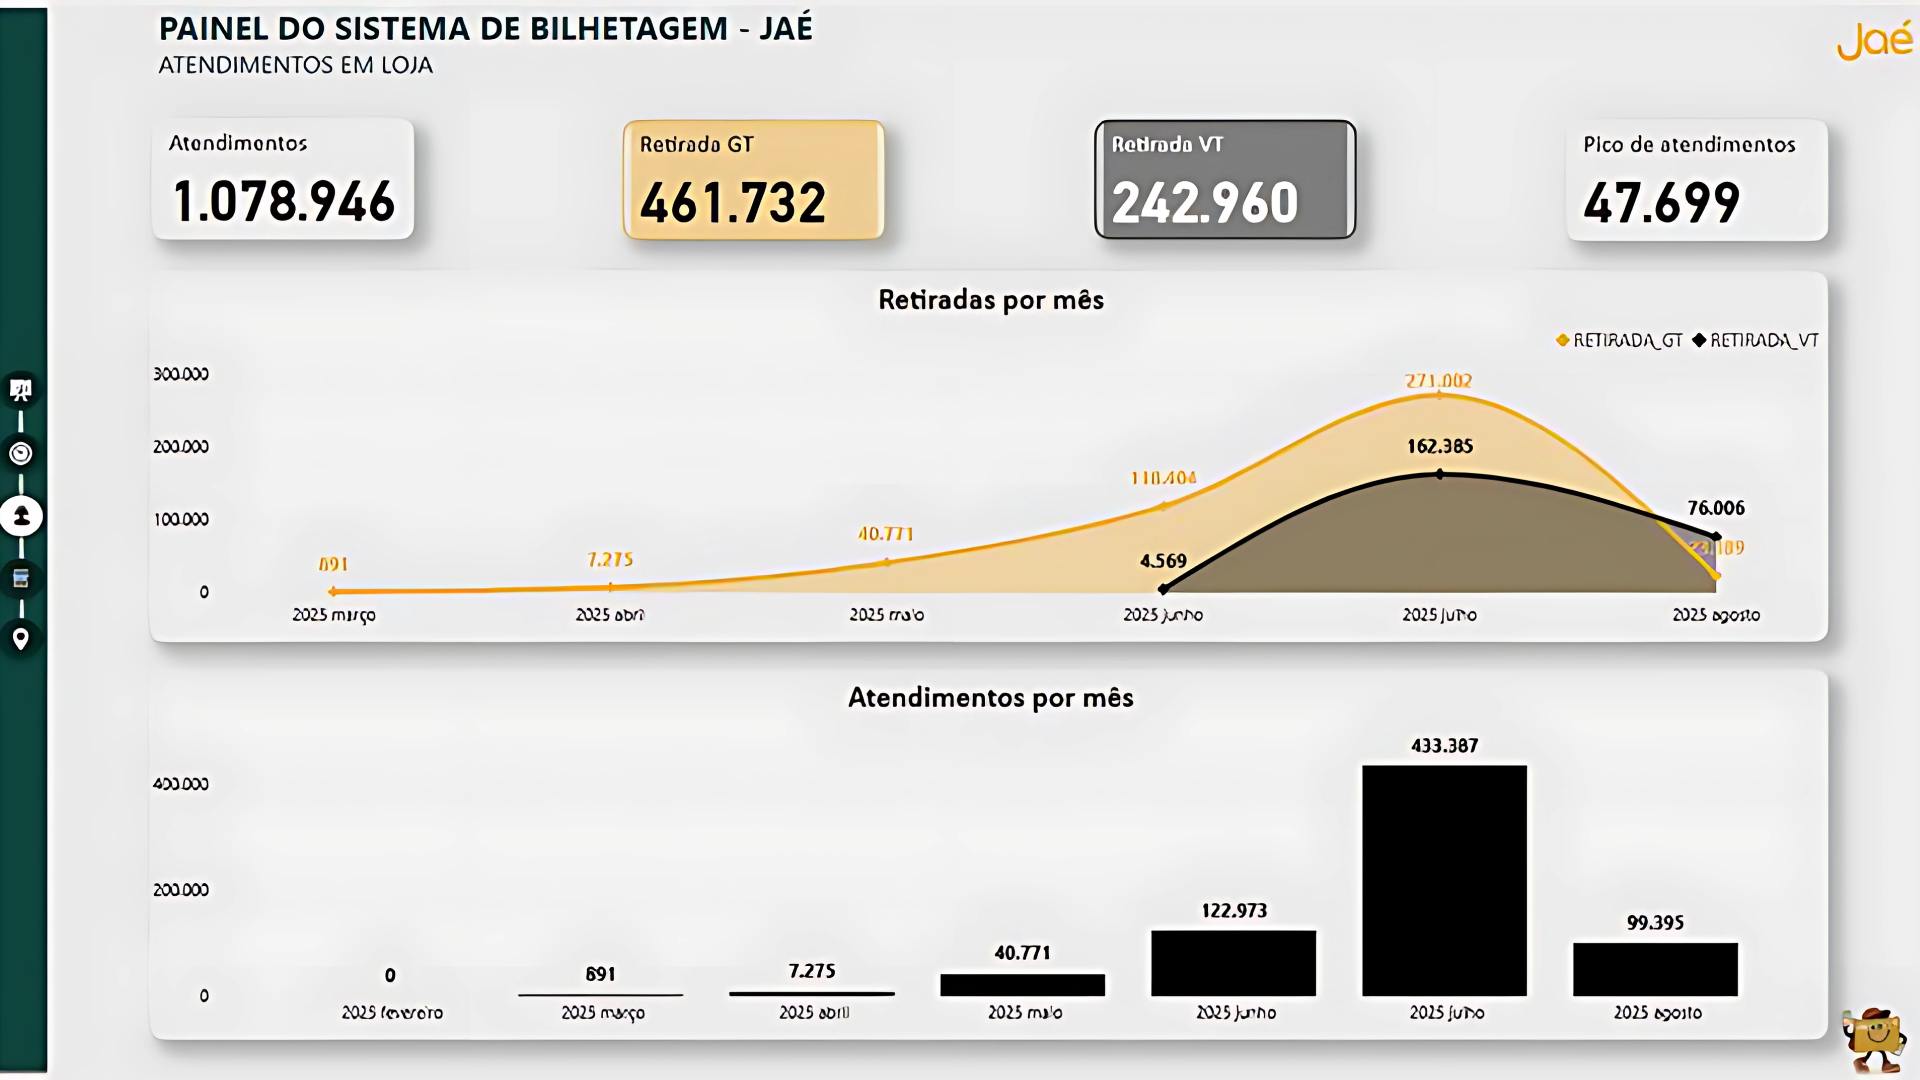 PAINEL DO SISTEMA DE BILHETAGEM - JAÉ
ATENDIMENTOS EM LOJA
Jaé
Atendimentos
1.078.946
Retirada GT
461.732
Retirada VT
242.960
Pico de atendimentos
47.699
Retiradas por mês
RETIRADA_GT RETIRADA_VT
300.000
200.000
100.000
0
891
7.275
40.771
118.404
271.002
23.389
4.569
162.385
76.006
2025 março
2025 abril
2025 maio
2025 junho
2025 julho
2025 agosto
Atendimentos por mês
400.000
200.000
0
0
891
7.275
40.771
122.973
433.387
99.395
2025 fevereiro
2025 março
2025 abril
2025 maio
2025 junho
2025 julho
2025 agosto